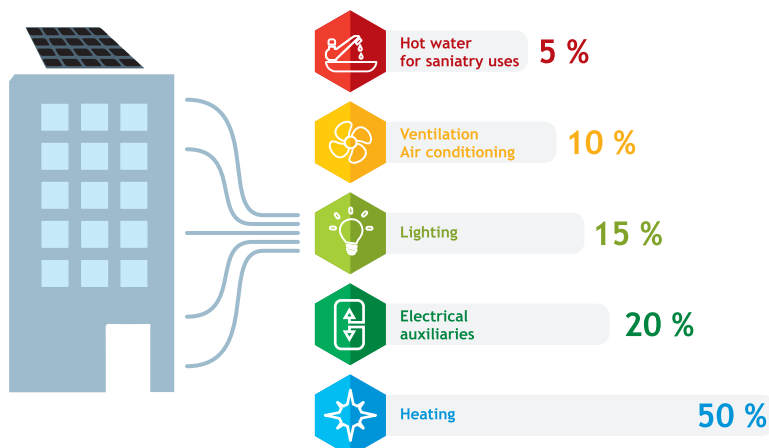 Hot water
for saniatry uses
5 %
Ventilation
Air conditioning
10 %
Lighting
15 %
Electrical
auxiliaries
20 %
Heating
50 %